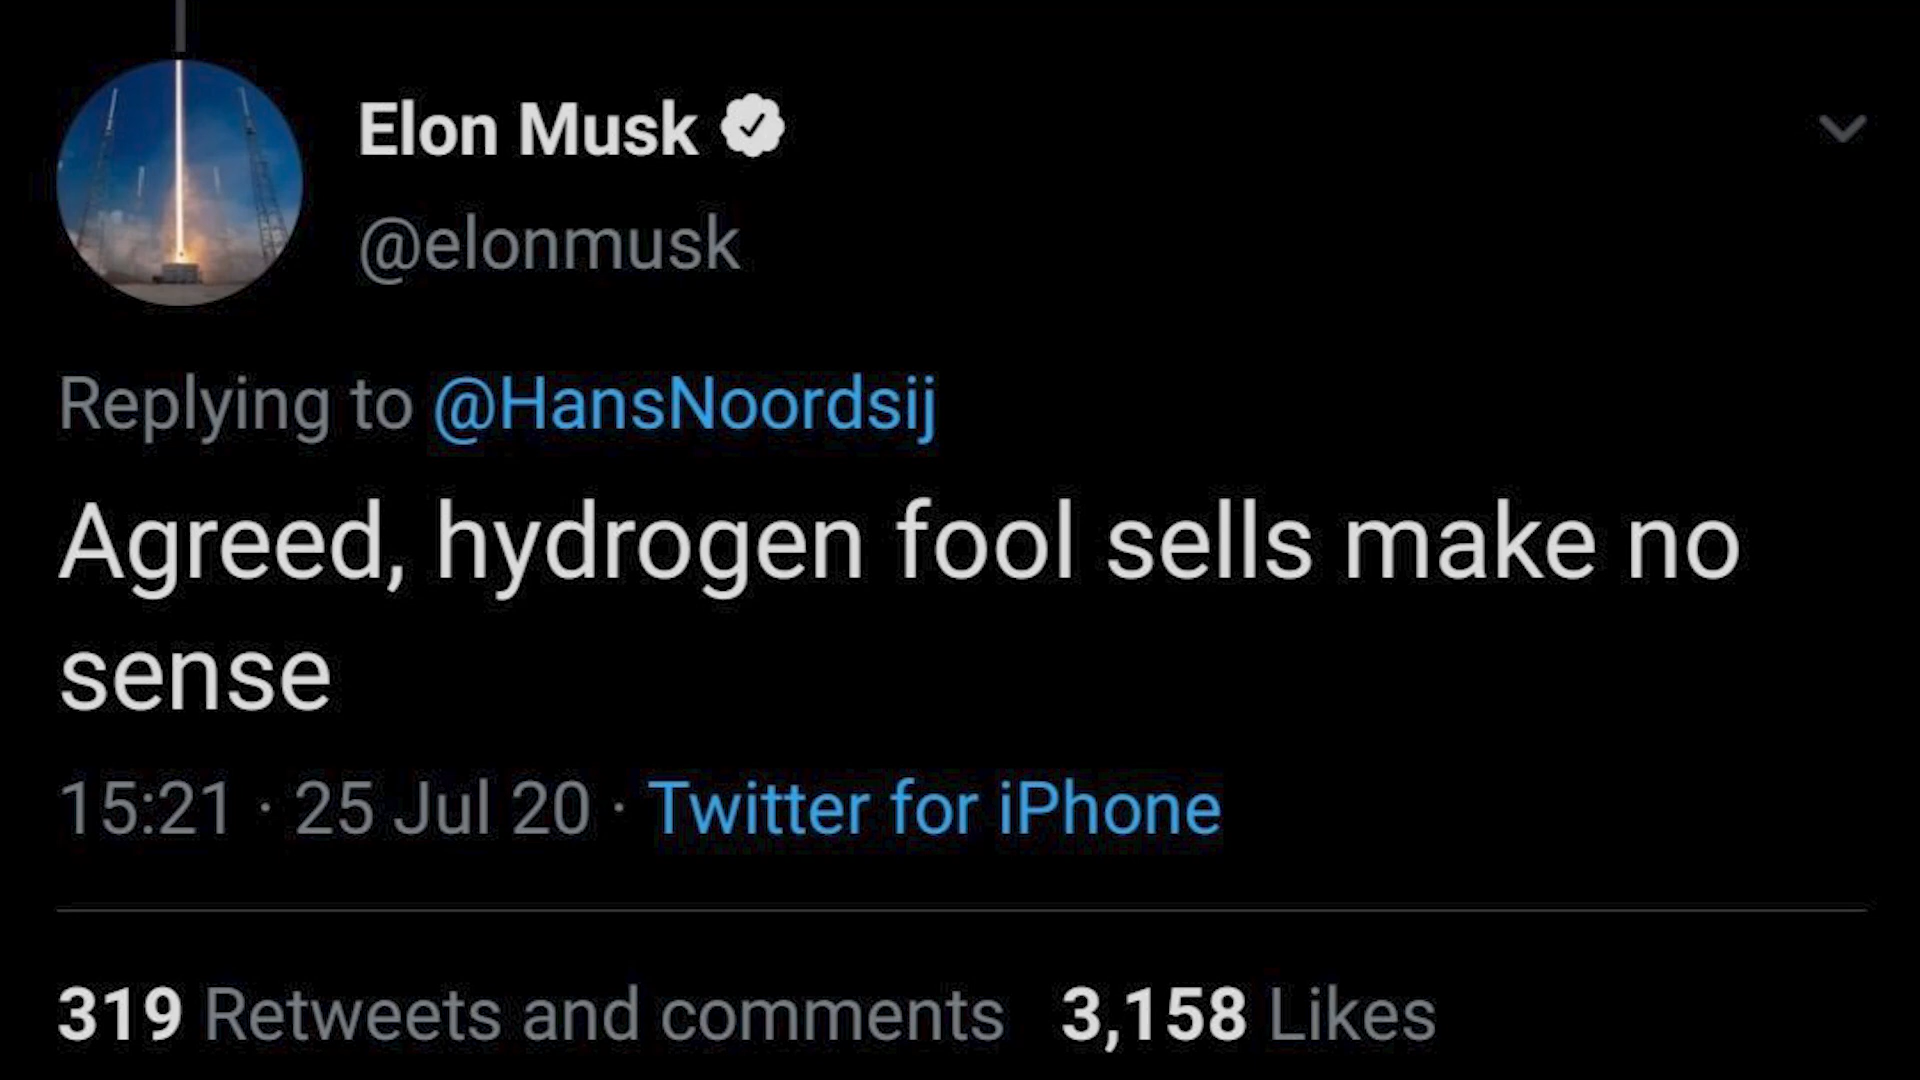 Elon Musk
@elonmusk
Replying to @HansNoordsij
Agreed, hydrogen fool sells make no
sense
15:21 · 25 Jul 20 · Twitter for iPhone
319 Retweets and comments 3,158 Likes